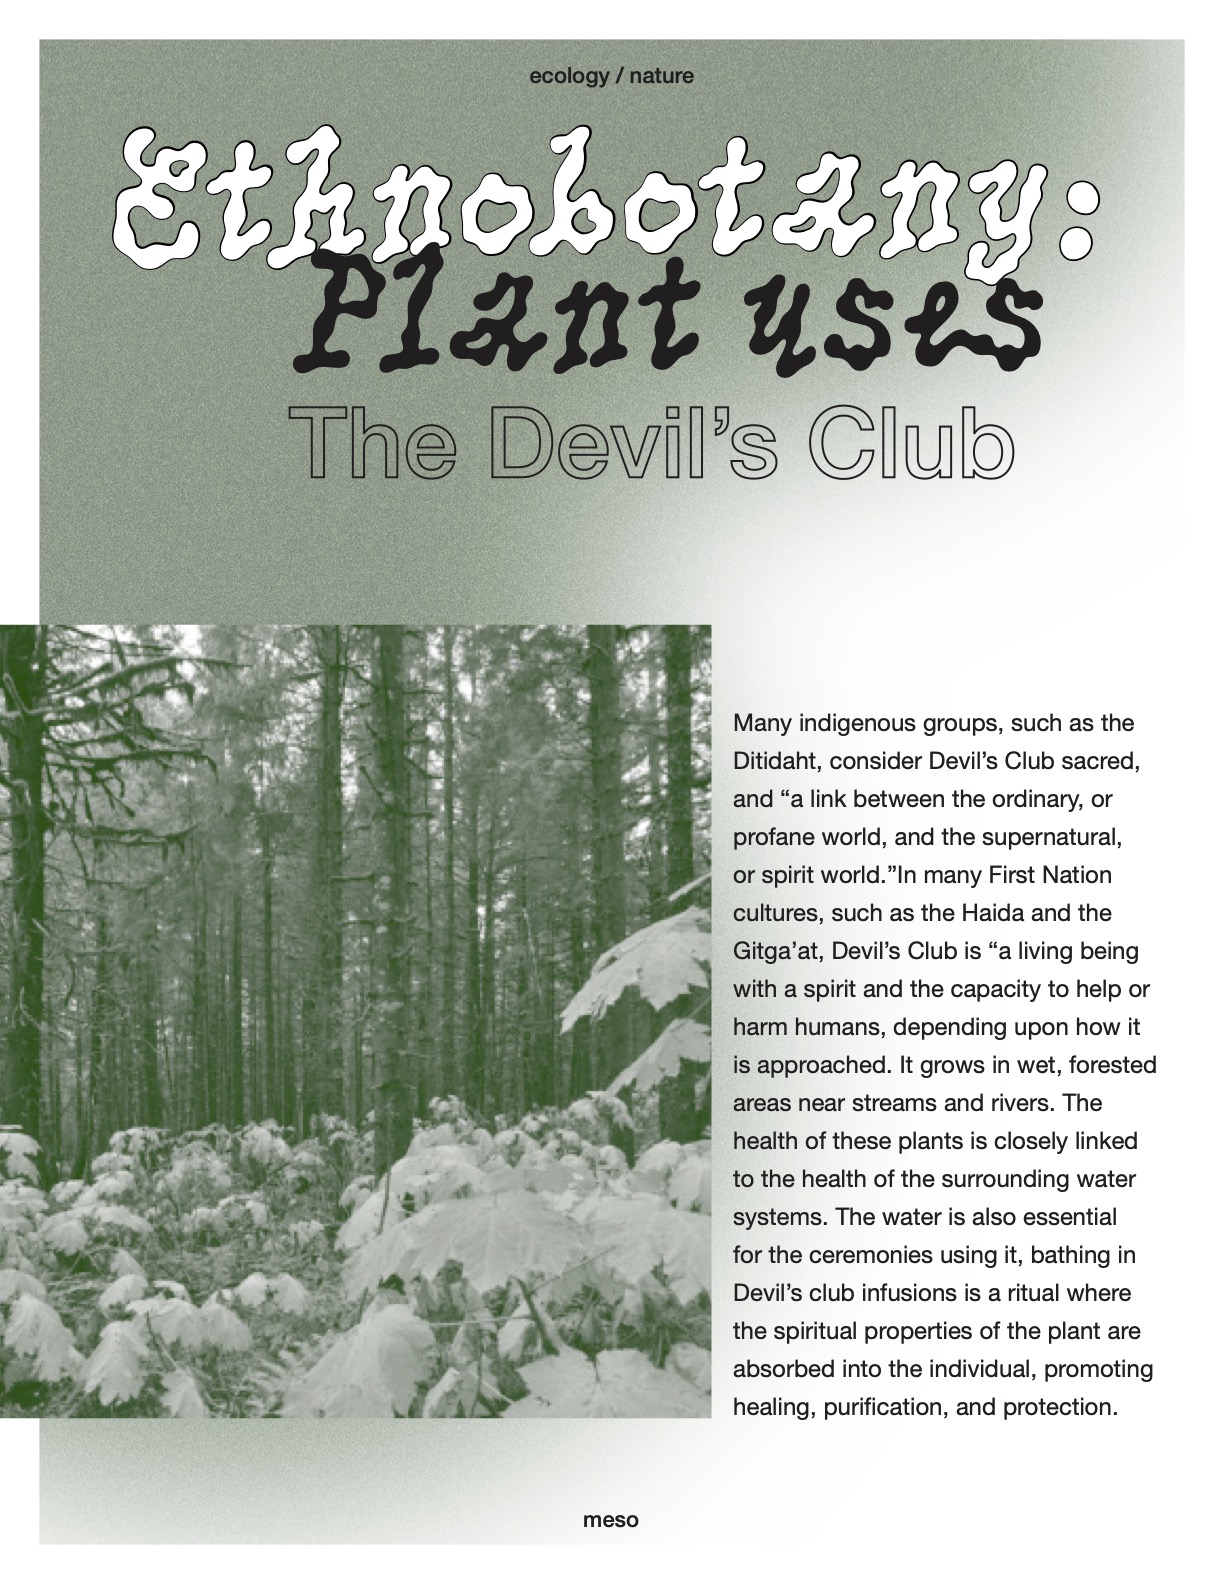 ecology / nature
Ethnobotany:
Plant uses
The Devil’s Club
Many indigenous groups, such as the
Ditidaht, consider Devil’s Club sacred,
and “a link between the ordinary, or
profane world, and the supernatural,
or spirit world.”In many First Nation
cultures, such as the Haida and the
Gitga’at, Devil’s Club is “a living being
with a spirit and the capacity to help or
harm humans, depending upon how it
is approached. It grows in wet, forested
areas near streams and rivers. The
health of these plants is closely linked
to the health of the surrounding water
systems. The water is also essential
for the ceremonies using it, bathing in
Devil’s club infusions is a ritual where
the spiritual properties of the plant are
absorbed into the individual, promoting
healing, purification, and protection.
meso